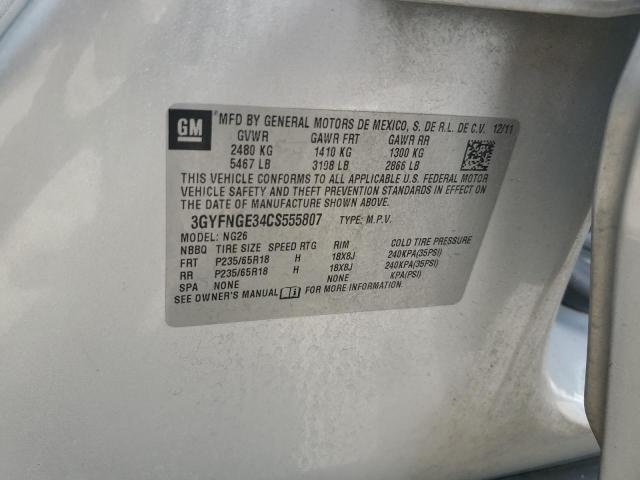 GM
MFD BY GENERAL MOTORS DE MEXICO, S. DE R.L. DE C.V. 12/11
GVWR GAWR FRT GAWR RR
2480 KG 1410 KG 1300 KG
5467 LB 3108 LB 2866 LB
THIS VEHICLE CONFORMS TO ALL APPLICABLE U.S. FEDERAL MOTOR
VEHICLE SAFETY AND THEFT PREVENTION STANDARDS IN EFFECT ON
THE DATE OF MANUFACTURE SHOWN ABOVE.
3GYFNGE34CS555807 TYPE: M.P.V.
MODEL: NG26
NBBQ TIRE SIZE SPEED RTG RIM COLD TIRE PRESSURE
FRT P235/65R18 H 18X8J 240KPA(35PSI)
RR P235/65R18 H 18X8J 240KPA(35PSI)
SPA NONE NONE KPA(PSI)
SEE OWNER'S MANUAL FOR MORE INFORMATION.